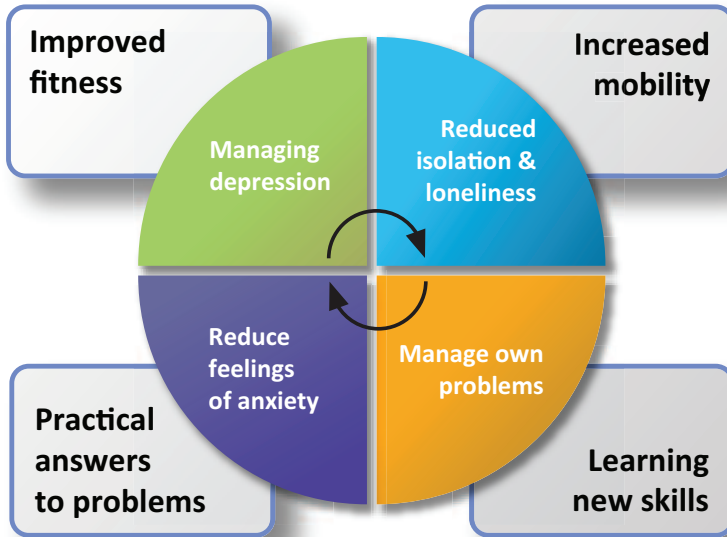 Improved
fitness
Increased
mobility
Managing
depression
Reduced
isolation &
loneliness
Reduce
feelings
of anxiety
Manage own
problems
Practical
answers
to problems
Learning
new skills